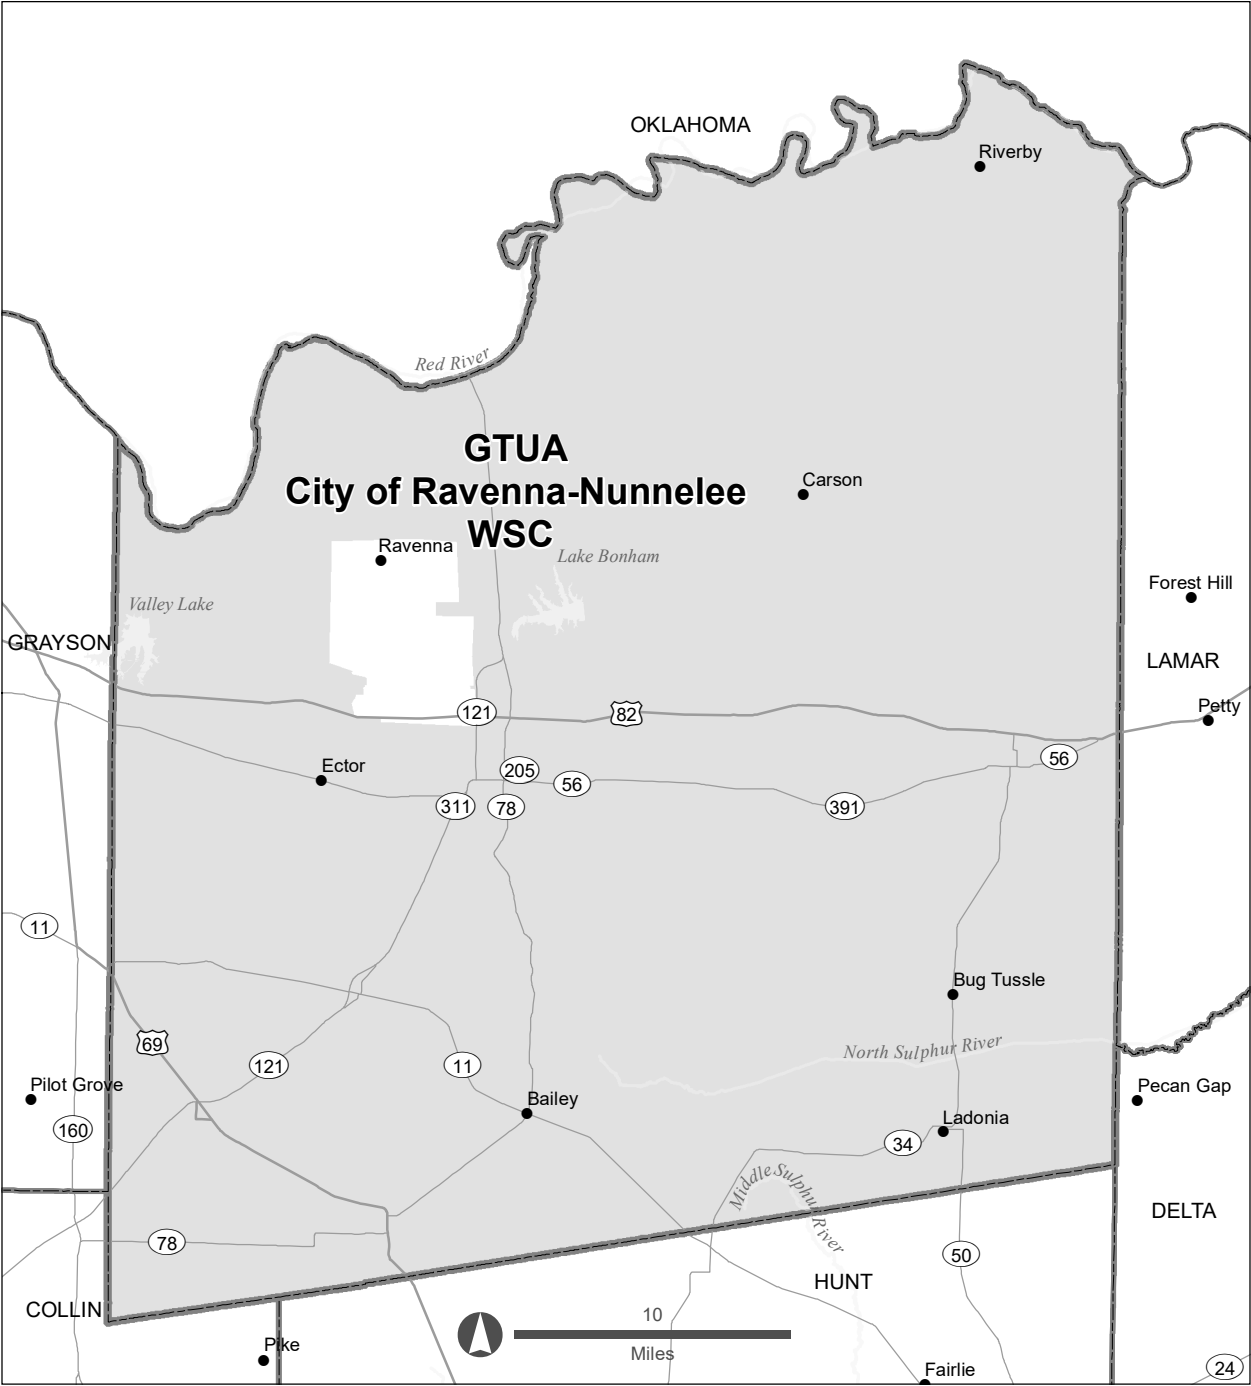 OKLAHOMA
Riverby
Red River
GTUA
City of Ravenna-Nunnelee
WSC
Carson
Ravenna
Lake Bonham
Forest Hill
Valley Lake
GRAYSON
LAMAR
Petty
121
82
56
Ector
205
56
311
78
391
11
Bug Tussle
69
North Sulphur River
121
11
Pilot Grove
Pecan Gap
Bailey
160
Ladonia
34
Middle Sulphur River
DELTA
78
50
HUNT
COLLIN
10
Miles
Pike
Fairlie
24